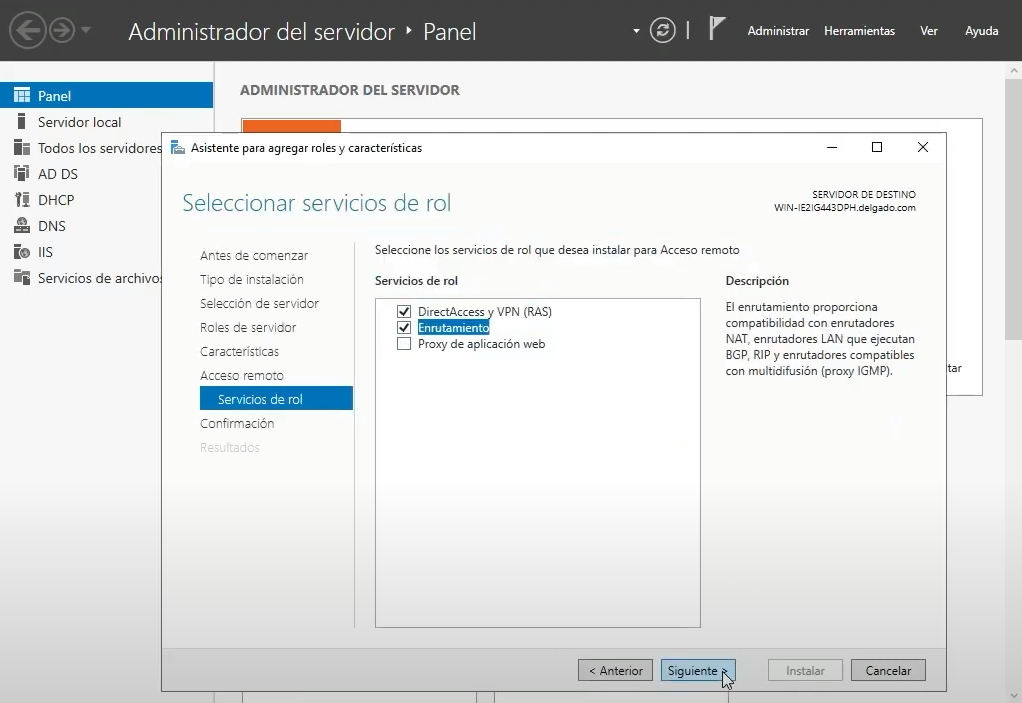 Administrador del servidor ‣ Panel
Administrar Herramientas Ver Ayuda
Panel
Servidor local
Todos los servidores
AD DS
DHCP
DNS
IIS
Servicios de archivos
ADMINISTRADOR DEL SERVIDOR
Asistente para agregar roles y características
Seleccionar servicios de rol
SERVIDOR DE DESTINO
WIN-IE2IG443DPH.delgado.com
Antes de comenzar
Tipo de instalación
Selección de servidor
Roles de servidor
Características
Acceso remoto
Servicios de rol
Confirmación
Resultados
Seleccione los servicios de rol que desea instalar para Acceso remoto
Servicios de rol
DirectAccess y VPN (RAS)
Enrutamiento
Proxy de aplicación web
Descripción
El enrutamiento proporciona
compatibilidad con enrutadores
NAT, enrutadores LAN que ejecutan
BGP, RIP y enrutadores compatibles
con multidifusión (proxy IGMP).
tar
< Anterior
Siguiente >
Instalar
Cancelar